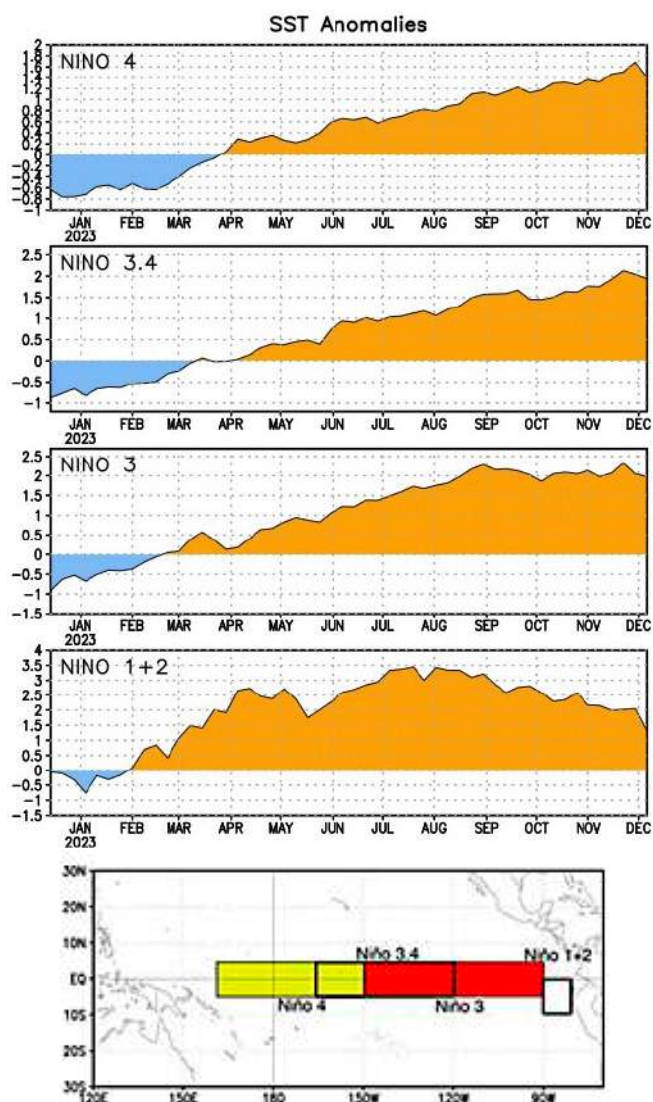 SST Anomalies
NINO 4
2
1.8
1.6
1.4
1.2
1
0.8
0.6
0.4
0.2
0
-0.2
-0.4
-0.6
-0.8
-1
JAN FEB MAR APR MAY JUN JUL AUG SEP OCT NOV DEC
2023
NINO 3.4
2.5
2
1.5
1
0.5
0
-0.5
-1
JAN FEB MAR APR MAY JUN JUL AUG SEP OCT NOV DEC
2023
NINO 3
2.5
2
1.5
1
0.5
0
-0.5
-1
-1.5
JAN FEB MAR APR MAY JUN JUL AUG SEP OCT NOV DEC
2023
NINO 1+2
4
3.5
3
2.5
2
1.5
1
0.5
0
-0.5
-1
-1.5
JAN FEB MAR APR MAY JUN JUL AUG SEP OCT NOV DEC
2023
30N
20N
10N
EQ
10S
20S
30S
Niño 3.4
Niño 1+2
Niño 4
Niño 3
120E 150E 180 150W 120W 90W